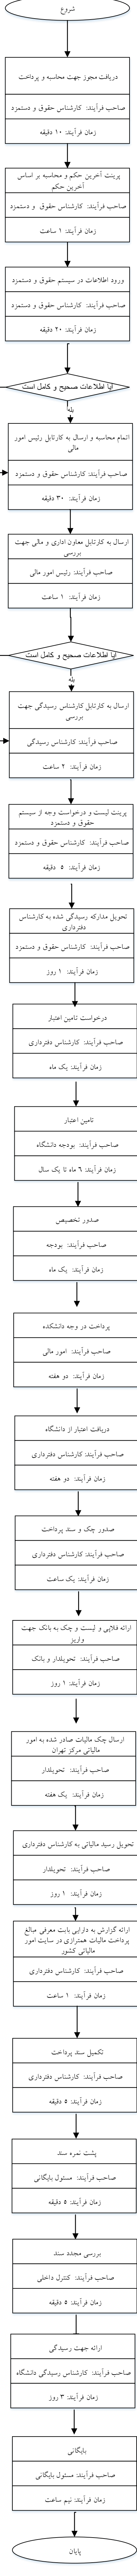 شروع
دریافت مجوز جهت محاسبه و پرداخت
صاحب فرآیند: کارشناس حقوق و دستمزد
زمان فرآیند: ۱۰ دقیقه
پرینت آخرین حکم و محاسبه بر اساس
آخرین حکم
صاحب فرآیند: کارشناس حقوق و دستمزد
زمان فرآیند: ۱ ساعت
ورود اطلاعات در سیستم حقوق و دستمزد
صاحب فرآیند: کارشناس حقوق و دستمزد
زمان فرآیند: ۲۰ دقیقه
آیا اطلاعات صحیح و کامل است
بله
اتمام محاسبه و ارسال به کارتابل رئیس امور
مالی
صاحب فرآیند: کارشناس حقوق و دستمزد
زمان فرآیند: ۳۰ دقیقه
ارسال به کارتابل معاون اداری و مالی جهت
بررسی
صاحب فرآیند: رئیس امور مالی
زمان فرآیند: ۱ ساعت
آیا اطلاعات صحیح و کامل است
بله
ارسال به کارتابل کارشناس رسیدگی جهت
بررسی
صاحب فرآیند: کارشناس رسیدگی
زمان فرآیند: ۲ ساعت
پرینت لیست و درخواست وجه از سیستم
حقوق و دستمزد
صاحب فرآیند: کارشناس حقوق و دستمزد
زمان فرآیند: ۵ دقیقه
تحویل مدارکه رسیدگی شده به کارشناس
دفترداری
صاحب فرآیند: کارشناس حقوق و دستمزد
زمان فرآیند: ۱ روز
درخواست تامین اعتبار
صاحب فرآیند: کارشناس دفترداری
زمان فرآیند: یک ماه
تامین اعتبار
صاحب فرآیند: بودجه دانشگاه
زمان فرآیند: ۶ ماه تا یک سال
صدور تخصیص
صاحب فرآیند: بودجه
زمان فرآیند: یک ماه
پرداخت در وجه دانشکده
صاحب فرآیند: امور مالی
زمان فرآیند: دو هفته
دریافت اعتبار از دانشگاه
صاحب فرآیند: کارشناس دفترداری
زمان فرآیند: دو هفته
صدور چک و سند پرداخت
صاحب فرآیند: کارشناس دفترداری
زمان فرآیند: یک ساعت
ارائه فلاپی و لیست و چک به بانک جهت
واریز
صاحب فرآیند: تحویلدار و بانک
زمان فرآیند: ۱ روز
ارسال چک مالیات صادر شده به امور
مالیاتی مرکز تهران
صاحب فرآیند: تحویلدار
زمان فرآیند: یک هفته
تحویل رسید مالیاتی به کارشناس دفترداری
صاحب فرآیند: تحویلدار
زمان فرآیند: ۱ روز
ارائه گزارش به دارایی بابت معرفی مبالغ
پرداخت مالیات همترازی در سایت امور
مالیاتی کشور
صاحب فرآیند: کارشناس دفترداری
زمان فرآیند: ۱ ساعت
تکمیل سند پرداخت
صاحب فرآیند: کارشناس دفترداری
زمان فرآیند: ۵ دقیقه
پشت نمره سند
صاحب فرآیند: مسئول بایگانی
زمان فرآیند: ۵ دقیقه
بررسی مجدد سند
صاحب فرآیند: کنترل داخلی
زمان فرآیند: ۵ دقیقه
ارائه جهت رسیدگی
صاحب فرآیند: کارشناس رسیدگی دانشگاه
زمان فرآیند: ۳ روز
بایگانی
صاحب فرآیند: مسئول بایگانی
زمان فرآیند: نیم ساعت
پایان